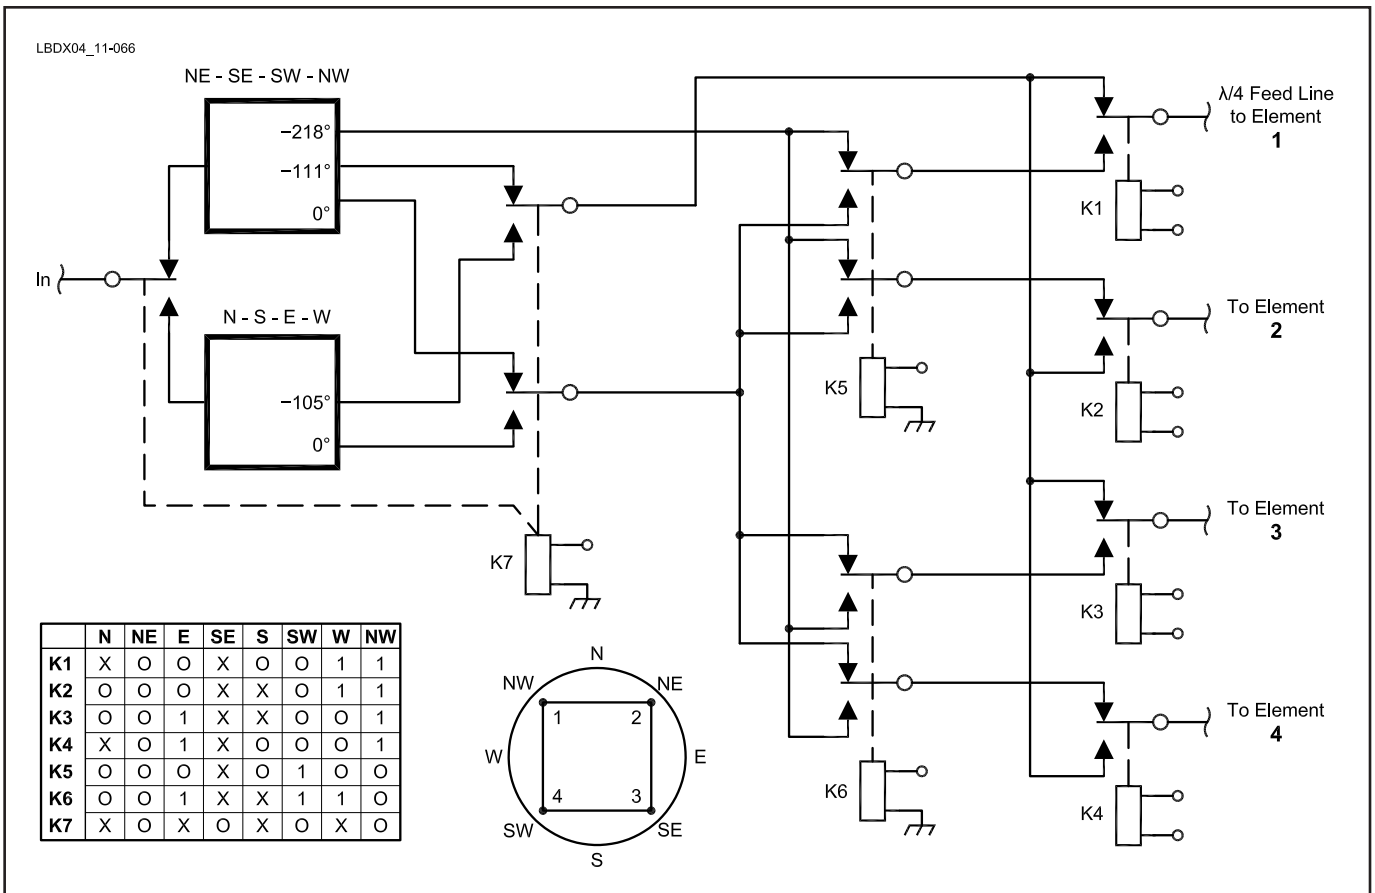 LBDX04_11-066
NE - SE - SW - NW
−218°
−111°
0°
In
N - S - E - W
−105°
0°
λ/4 Feed Line
to Element
1
K1
To Element
2
K5
K2
To Element
3
K7
K3
To Element
4
K6
K4
N NE E SE S SW W NW
K1 X O O X O O 1 1
K2 O O O X X O 1 1
K3 O O 1 X X O O 1
K4 X O 1 X O O O 1
K5 O O O X O 1 O O
K6 O O 1 X X 1 1 O
K7 X O X O X O X O
N
NW NE
1 2
W E
4 3
SW SE
S